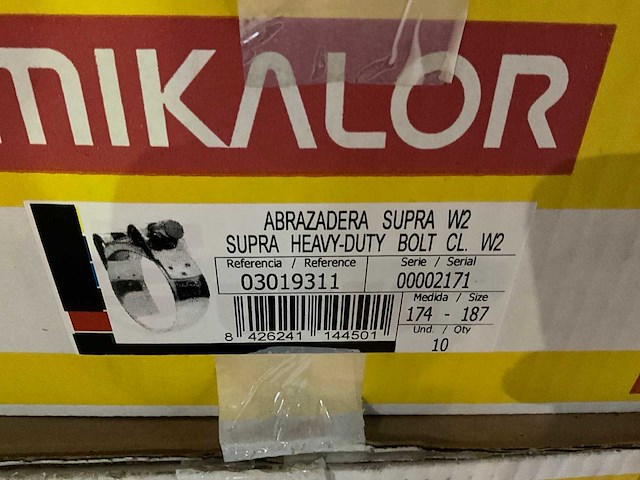 MIKALOR
ABRAZADERA SUPRA W2
SUPRA HEAVY-DUTY BOLT CL. W2
Referencia / Reference
03019311
Serie / Serial
00002171
Medida / Size
174 - 187
Und. / Qty
10
8 426241 144501